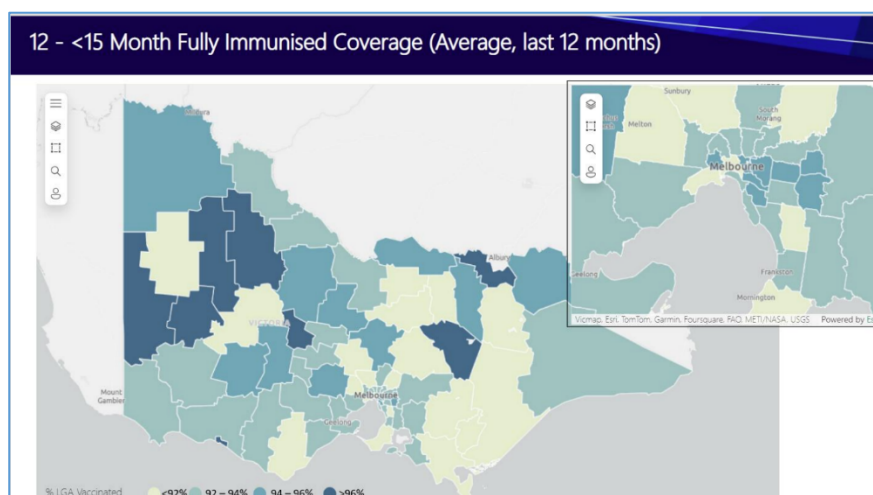 12 - <15 Month Fully Immunised Coverage (Average, last 12 months)
Sunbury
South
Morang
Melton
Melbourne
Geelong
Frankston
Mornington
Vicmap, Esri, TomTom, Garmin, Foursquare, FAO, METI/NASA, USGS Powered by Es
Mildura
Albury
VICTORIA
Mount
Gambier
Melbourne
Geelong
% LGA Vaccinated <92% 92 – 94% 94 – 96% >96%